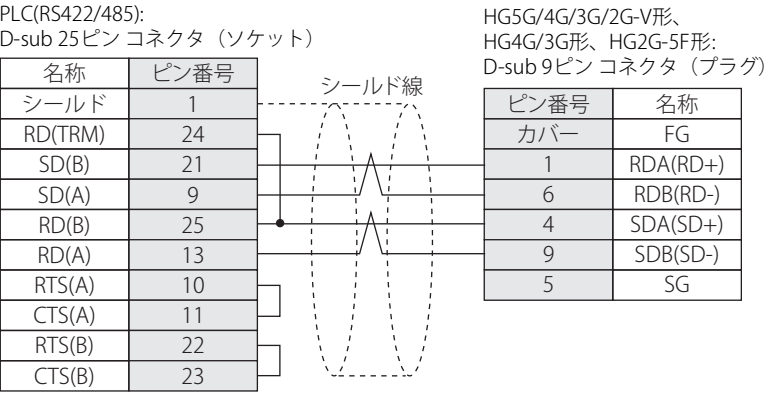 PLC(RS422/485):
D-sub 25ピン コネクタ（ソケット）
名称 ピン番号
シールド 1
RD(TRM) 24
SD(B) 21
SD(A) 9
RD(B) 25
RD(A) 13
RTS(A) 10
CTS(A) 11
RTS(B) 22
CTS(B) 23
シールド線
HG5G/4G/3G/2G-V形、
HG4G/3G形、HG2G-5F形:
D-sub 9ピン コネクタ（プラグ）
ピン番号 名称
カバー FG
1 RDA(RD+)
6 RDB(RD-)
4 SDA(SD+)
9 SDB(SD-)
5 SG